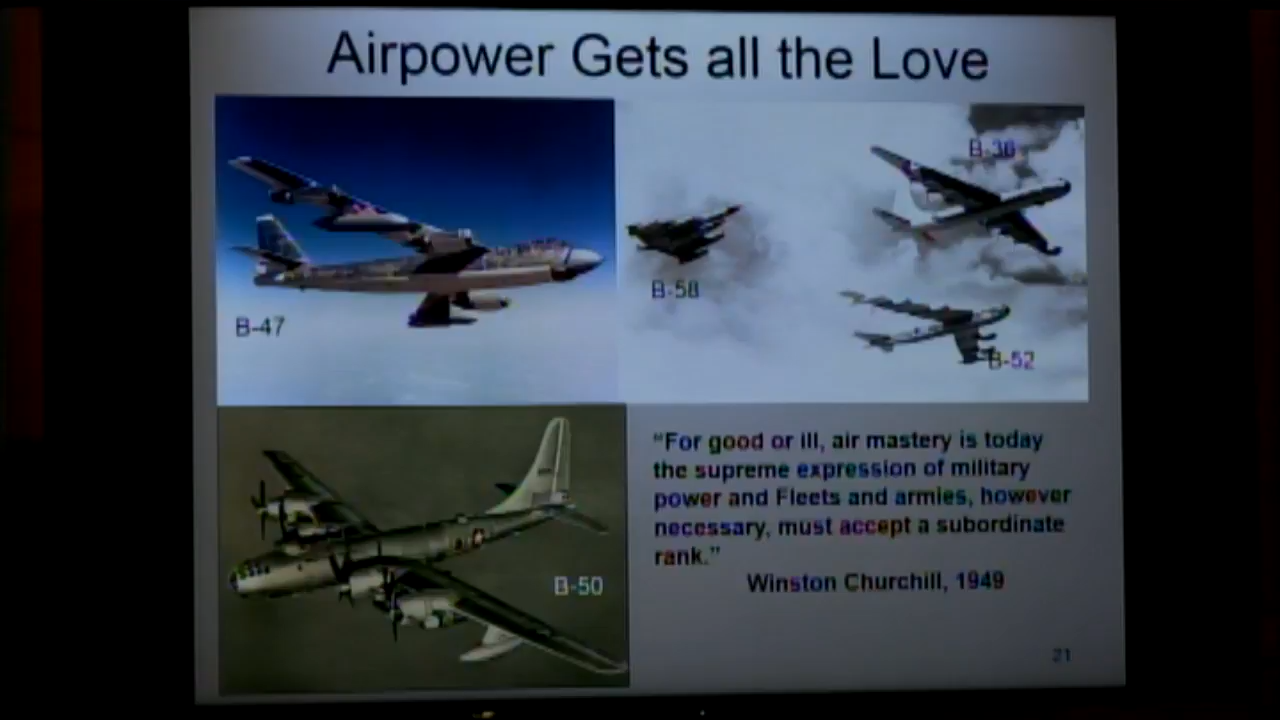 Airpower Gets all the Love
B-36
B-58
B-47
B-52
"For good or ill, air mastery is today
the supreme expression of military
power and Fleets and armies, however
necessary, must accept a subordinate
rank."
Winston Churchill, 1949
B-50
21